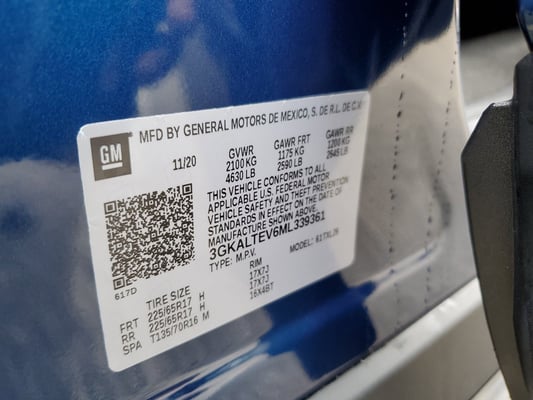 MFD BY GENERAL MOTORS DE MEXICO, S. DE R.L. DE C.V.
GM
11/20 GVWR GAWR FRT GAWR RR
2100 KG 1175 KG 1200 KG
4630 LB 2590 LB 2645 LB
THIS VEHICLE CONFORMS TO ALL
APPLICABLE U.S. FEDERAL MOTOR
VEHICLE SAFETY AND THEFT PREVENTION
STANDARDS IN EFFECT ON THE DATE OF
MANUFACTURE SHOWN ABOVE.
3GKALTEV6ML339361
TYPE: M.P.V. MODEL: 61TXL26
617D
TIRE SIZE RIM
FRT 225/65R17 H 17X7J
RR 225/65R17 H 17X7J
SPA T135/70R16 M 16X4BT